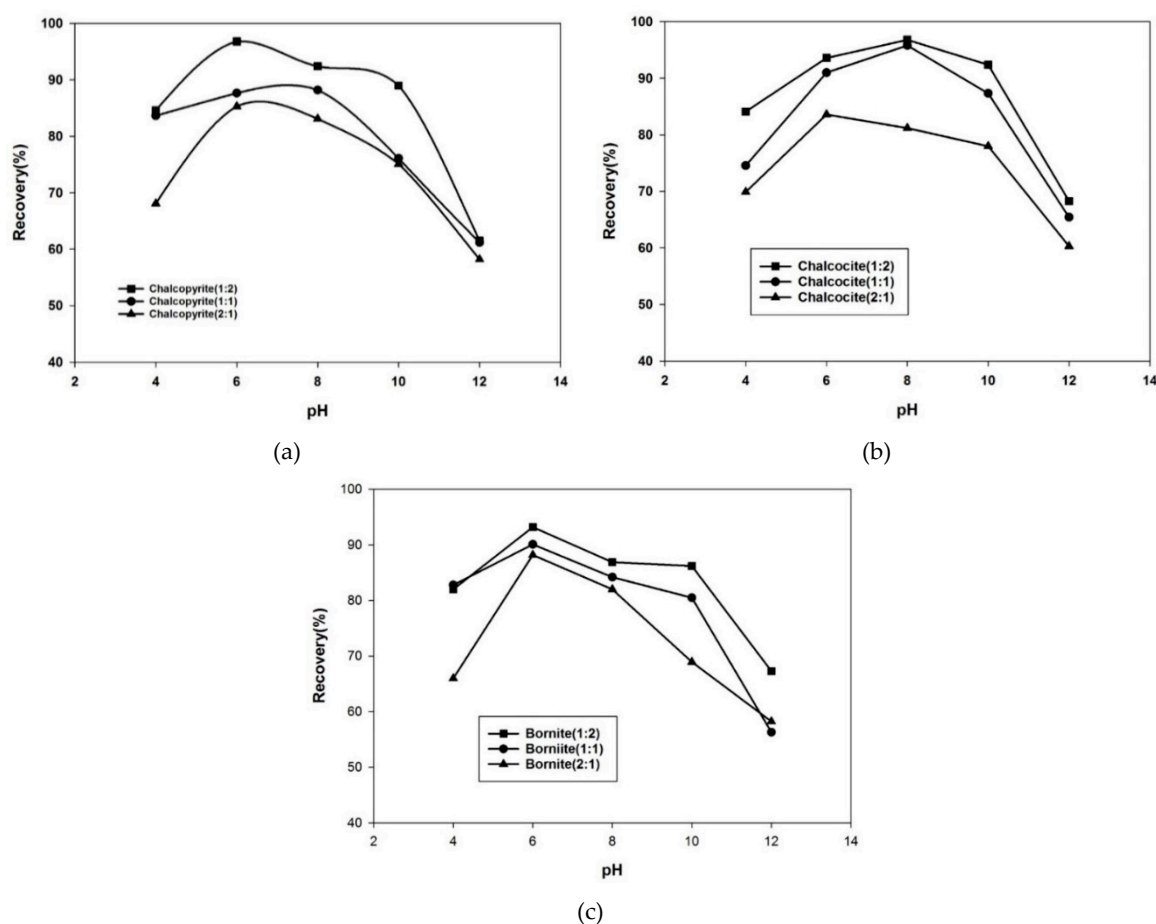 100
90
80
70
60
50
40
Recovery(%)
Chalcopyrite(1:2)
Chalcopyrite(1:1)
Chalcopyrite(2:1)
2 4 6 8 10 12 14
pH
(a)
100
90
80
70
60
50
40
Recovery(%)
Chalcocite(1:2)
Chalcocite(1:1)
Chalcocite(2:1)
2 4 6 8 10 12 14
pH
(b)
100
90
80
70
60
50
40
Recovery(%)
Bornite(1:2)
Borniite(1:1)
Bornite(2:1)
2 4 6 8 10 12 14
pH
(c)